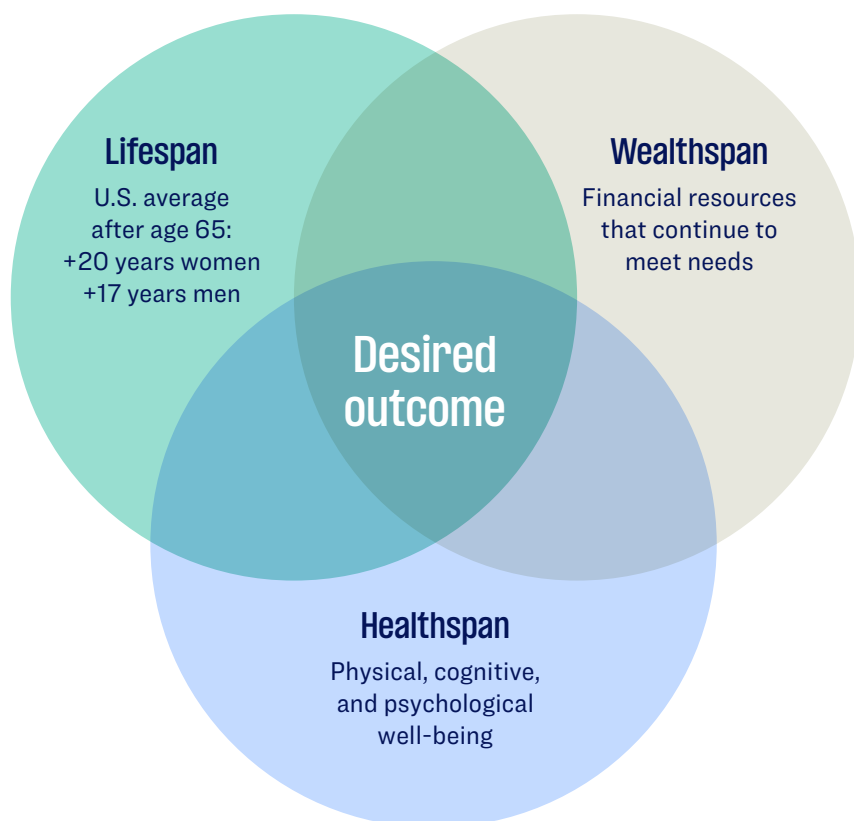 Lifespan
U.S. average
after age 65:
+20 years women
+17 years men
Wealthspan
Financial resources
that continue to
meet needs
Desired
outcome
Healthspan
Physical, cognitive,
and psychological
well-being